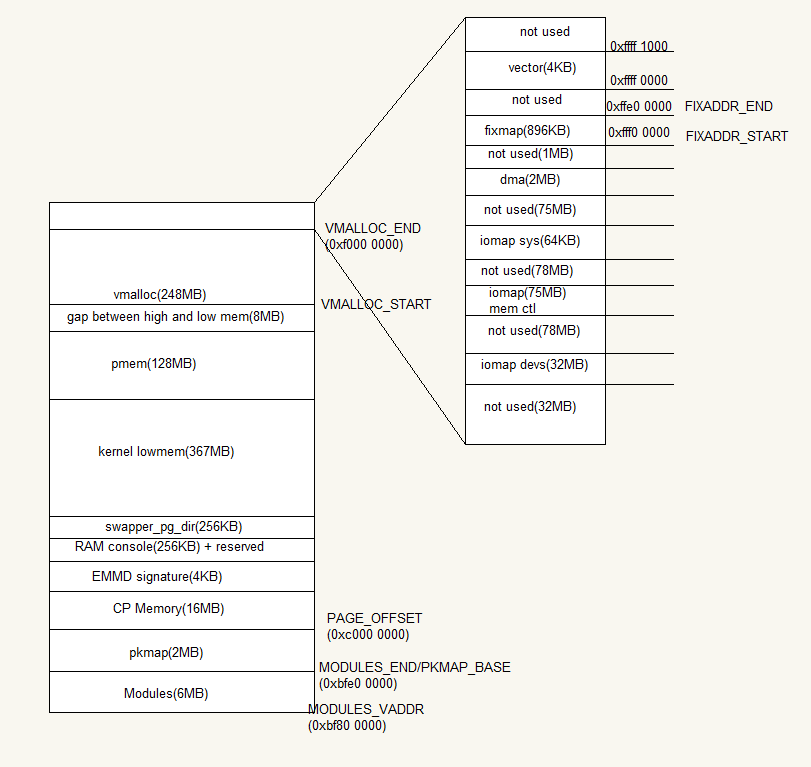 not used
0xffff 1000
vector(4KB)
0xffff 0000
not used
0xffe0 0000
FIXADDR_END
fixmap(896KB)
0xfff0 0000
FIXADDR_START
not used(1MB)
dma(2MB)
not used(75MB)
iomap sys(64KB)
not used(78MB)
iomap(75MB)
mem ctl
not used(78MB)
iomap devs(32MB)
not used(32MB)
VMALLOC_END
(0xf000 0000)
vmalloc(248MB)
VMALLOC_START
gap between high and low mem(8MB)
pmem(128MB)
kernel lowmem(367MB)
swapper_pg_dir(256KB)
RAM console(256KB) + reserved
EMMD signature(4KB)
CP Memory(16MB)
PAGE_OFFSET
(0xc000 0000)
pkmap(2MB)
MODULES_END/PKMAP_BASE
(0xbfe0 0000)
Modules(6MB)
MODULES_VADDR
(0xbf80 0000)